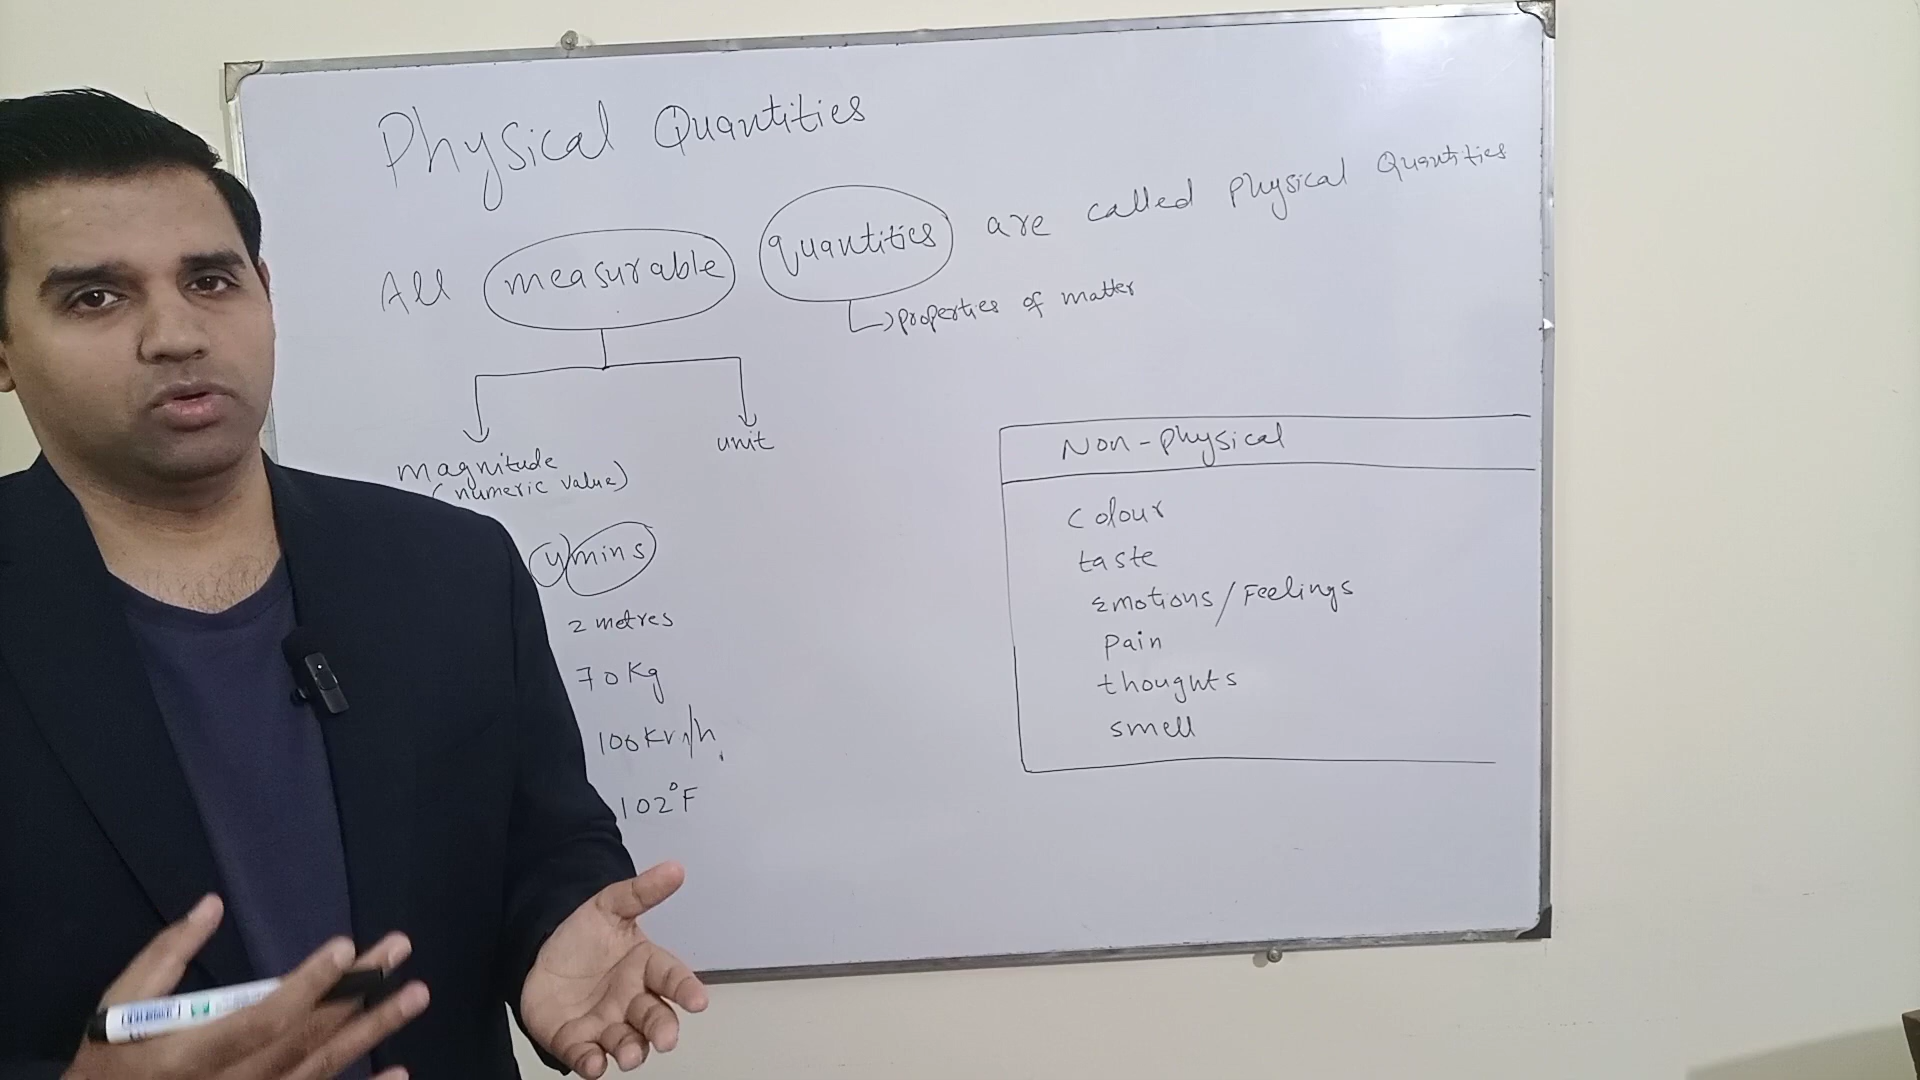 Physical Quantities
All measurable quantities are called physical Quantities
properties of matter
magnitude
(numeric value)
unit
4 mins
2 metres
70 Kg
100 Km/h
102°F
Non-physical
Colour
taste
Emotions/Feelings
Pain
thoughts
smell